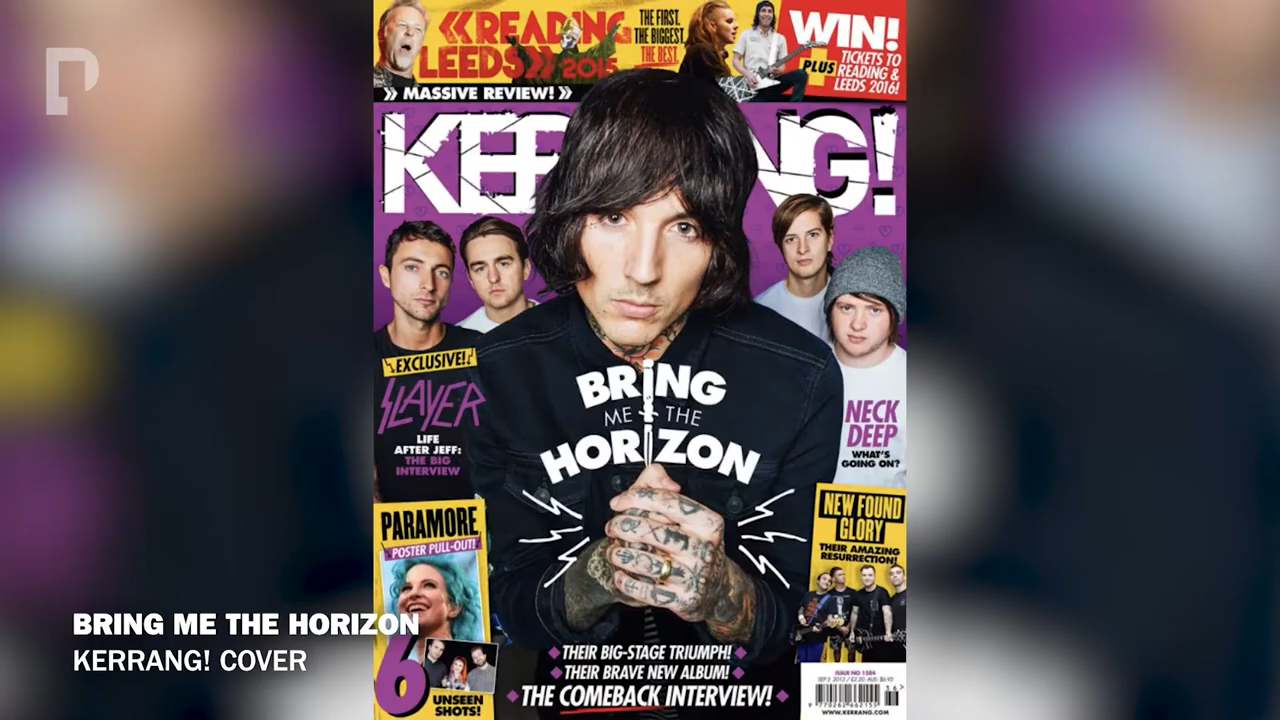 READING
LEEDS 2015
THE FIRST.
THE BIGGEST.
THE BEST.
WIN!
PLUS
TICKETS TO
READING &
LEEDS 2016!
MASSIVE REVIEW!
KERRANG!
EXCLUSIVE!
SLAYER
LIFE
AFTER JEFF:
THE BIG
INTERVIEW
BRING
ME THE
HORIZON
NECK
DEEP
WHAT'S
GOING ON?
PARAMORE
POSTER PULL-OUT!
6
UNSEEN
SHOTS!
NEW FOUND
GLORY
THEIR AMAZING
RESURRECTION!
THEIR BIG-STAGE TRIUMPH!
THEIR BRAVE NEW ALBUM!
THE COMEBACK INTERVIEW!
ISSUE NO 1584
WWW.KERRANG.COM
BRING ME THE HORIZON
KERRANG! COVER